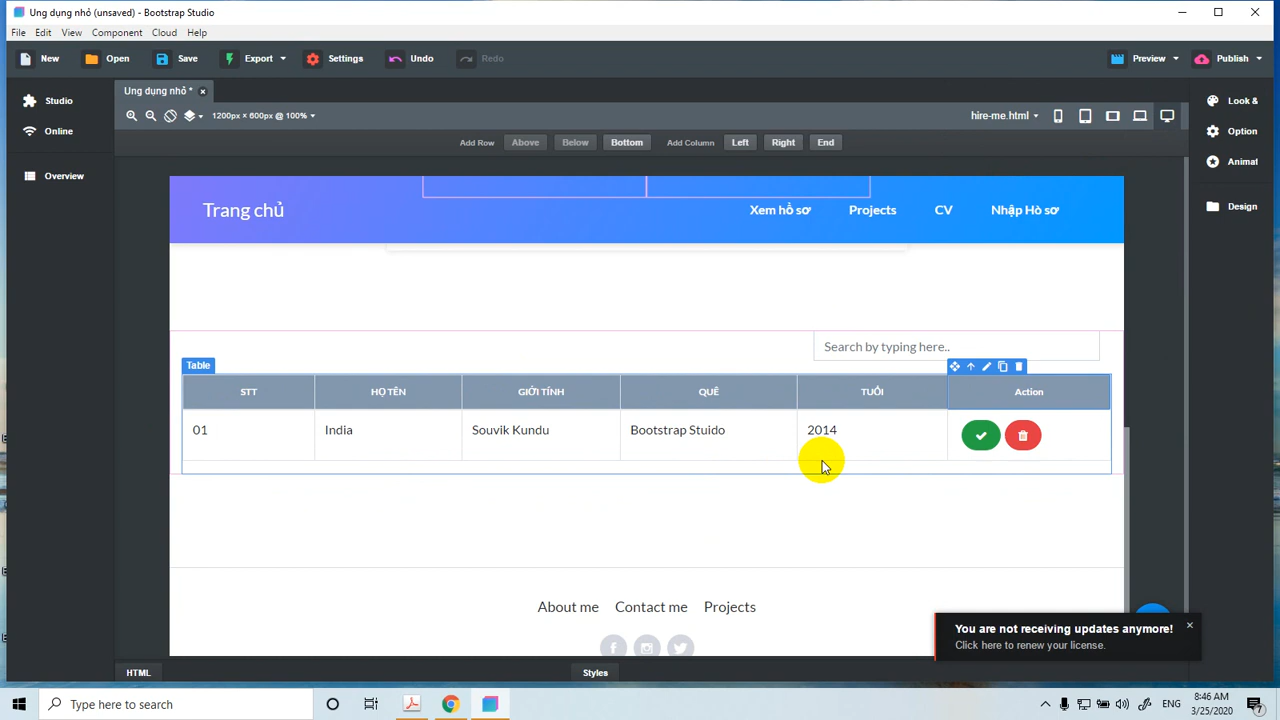 Ung dụng nhỏ (unsaved) - Bootstrap Studio
File Edit View Component Cloud Help
New Open Save Export Settings Undo Redo Preview Publish
Ung dụng nhỏ *
Studio
Online
Overview
1200px × 600px @ 100%
hire-me.html
Look &
Option
Animat
Design
Add Row Above Below Bottom Add Column Left Right End
Trang chủ Xem hồ sơ Projects CV Nhập Hò sơ
Search by typing here..
Table
STT HỌ TÊN GIỚI TÍNH QUÊ TUỔI Action
01 India Souvik Kundu Bootstrap Stuido 2014
About me Contact me Projects
You are not receiving updates anymore!
Click here to renew your license.
HTML Styles
Type here to search
ENG
8:46 AM
3/25/2020
7